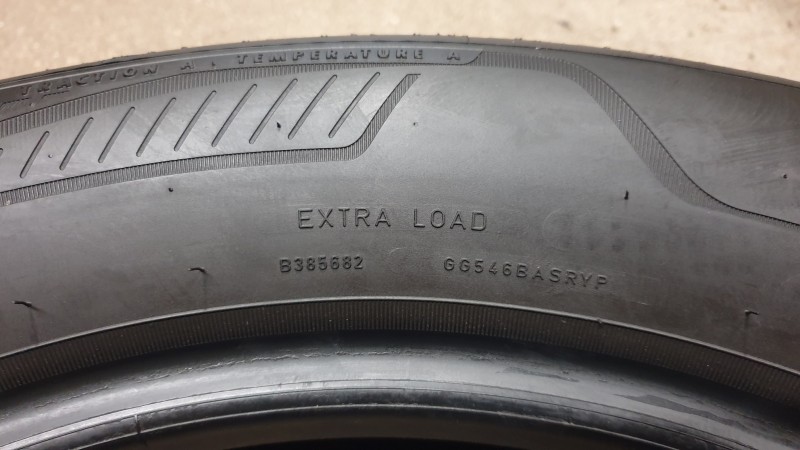 TRACTION A . TEMPERATURE A
EXTRA LOAD
B385682 GG546BASRYP